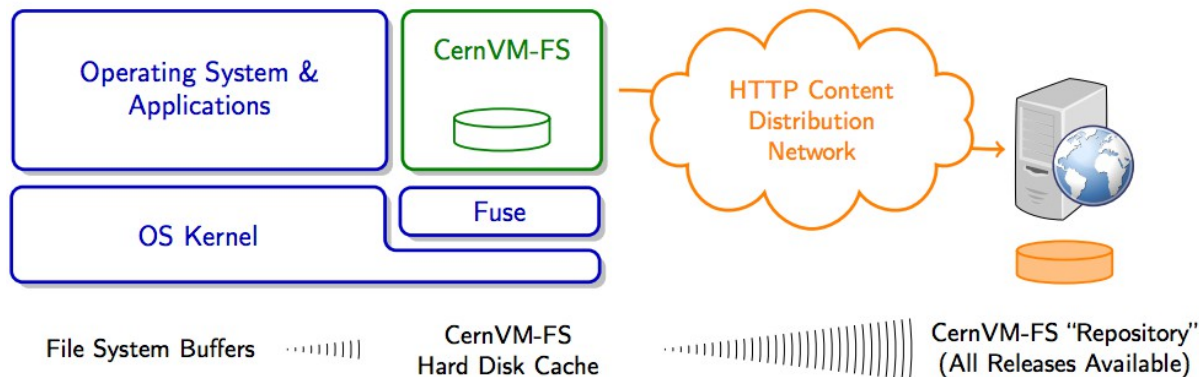 Operating System &
Applications
CernVM-FS
HTTP Content
Distribution
Network
Fuse
OS Kernel
File System Buffers
CernVM-FS
Hard Disk Cache
CernVM-FS “Repository”
(All Releases Available)